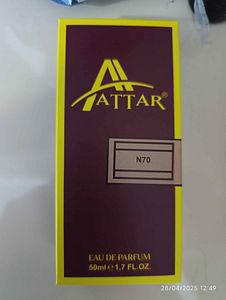 ATTAR®
N70
EAU DE PARFUM
50ml e 1,7 FL.OZ.
28/04/2025 12:49